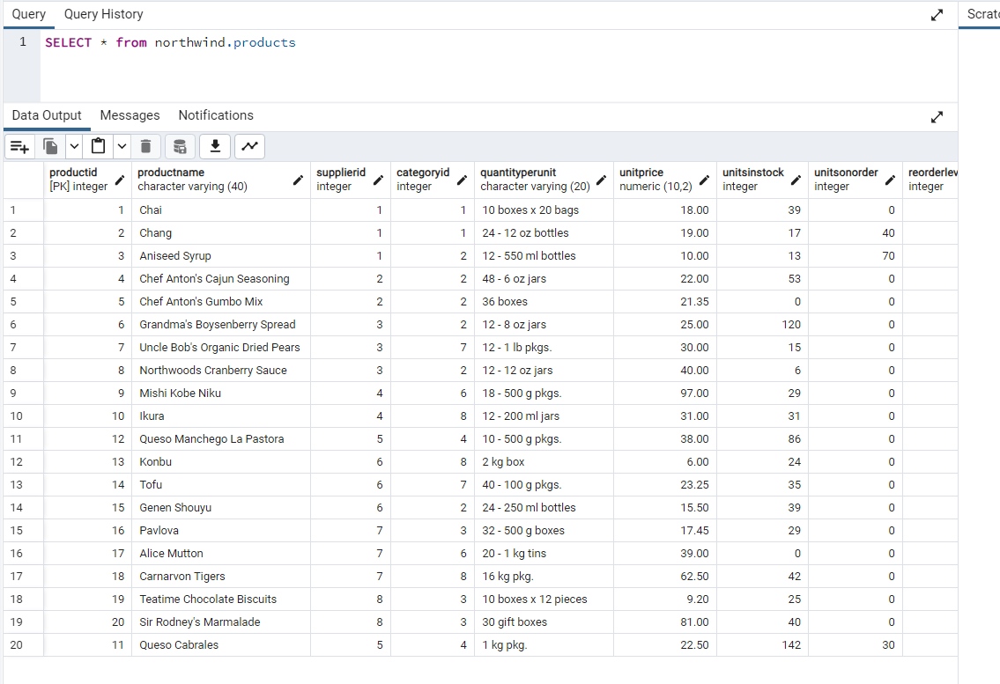 Query Query History Scratc
1 SELECT * from northwind.products
Data Output Messages Notifications
productid productname supplierid categoryid quantityperunit unitprice unitsinstock unitsonorder reorderlev
[PK] integer character varying (40) integer integer character varying (20) numeric (10,2) integer integer integer
1 1 Chai 1 1 10 boxes x 20 bags 18.00 39 0
2 2 Chang 1 1 24 - 12 oz bottles 19.00 17 40
3 3 Aniseed Syrup 1 2 12 - 550 ml bottles 10.00 13 70
4 4 Chef Anton's Cajun Seasoning 2 2 48 - 6 oz jars 22.00 53 0
5 5 Chef Anton's Gumbo Mix 2 2 36 boxes 21.35 0 0
6 6 Grandma's Boysenberry Spread 3 2 12 - 8 oz jars 25.00 120 0
7 7 Uncle Bob's Organic Dried Pears 3 7 12 - 1 lb pkgs. 30.00 15 0
8 8 Northwoods Cranberry Sauce 3 2 12 - 12 oz jars 40.00 6 0
9 9 Mishi Kobe Niku 4 6 18 - 500 g pkgs. 97.00 29 0
10 10 Ikura 4 8 12 - 200 ml jars 31.00 31 0
11 12 Queso Manchego La Pastora 5 4 10 - 500 g pkgs. 38.00 86 0
12 13 Konbu 6 8 2 kg box 6.00 24 0
13 14 Tofu 6 7 40 - 100 g pkgs. 23.25 35 0
14 15 Genen Shouyu 6 2 24 - 250 ml bottles 15.50 39 0
15 16 Pavlova 7 3 32 - 500 g boxes 17.45 29 0
16 17 Alice Mutton 7 6 20 - 1 kg tins 39.00 0 0
17 18 Carnarvon Tigers 7 8 16 kg pkg. 62.50 42 0
18 19 Teatime Chocolate Biscuits 8 3 10 boxes x 12 pieces 9.20 25 0
19 20 Sir Rodney's Marmalade 8 3 30 gift boxes 81.00 40 0
20 11 Queso Cabrales 5 4 1 kg pkg. 22.50 142 30